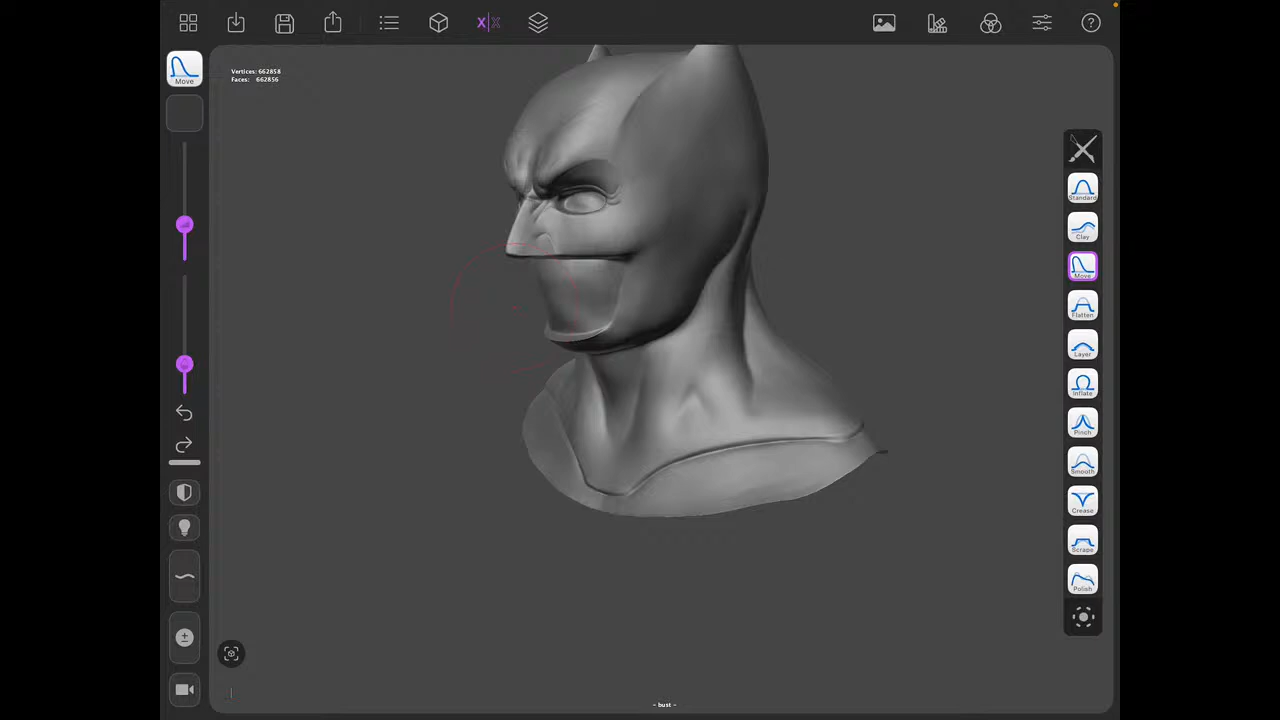 X|X
Move
Vertices: 662858
Faces: 662856
Standard
Clay
Move
Flatten
Layer
Inflate
Pinch
Smooth
Crease
Scrape
Polish
- bust -